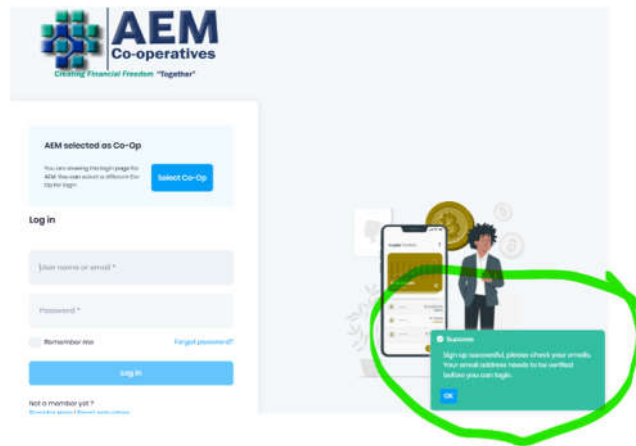 AEM
Co-operatives
Creating Financial Freedom "Together"
AEM selected as Co-Op
You are viewing the login page for
AEM. You can select a different Co-
Op for login.
Select Co-Op
Log in
User name or email *
Password *
Remember me
Forgot password?
Log in
Not a member yet ?
Success
Sign up successful, please check your emails.
Your email address needs to be verified
before you can login.
OK